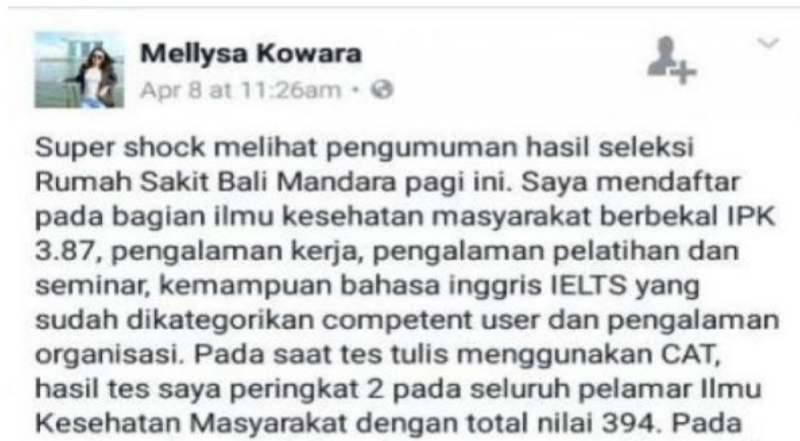 Mellysa Kowara
Apr 8 at 11:26am •
Super shock melihat pengumuman hasil seleksi
Rumah Sakit Bali Mandara pagi ini. Saya mendaftar
pada bagian ilmu kesehatan masyarakat berbekal IPK
3.87, pengalaman kerja, pengalaman pelatihan dan
seminar, kemampuan bahasa inggris IELTS yang
sudah dikategorikan competent user dan pengalaman
organisasi. Pada saat tes tulis menggunakan CAT,
hasil tes saya peringkat 2 pada seluruh pelamar Ilmu
Kesehatan Masyarakat dengan total nilai 394. Pada